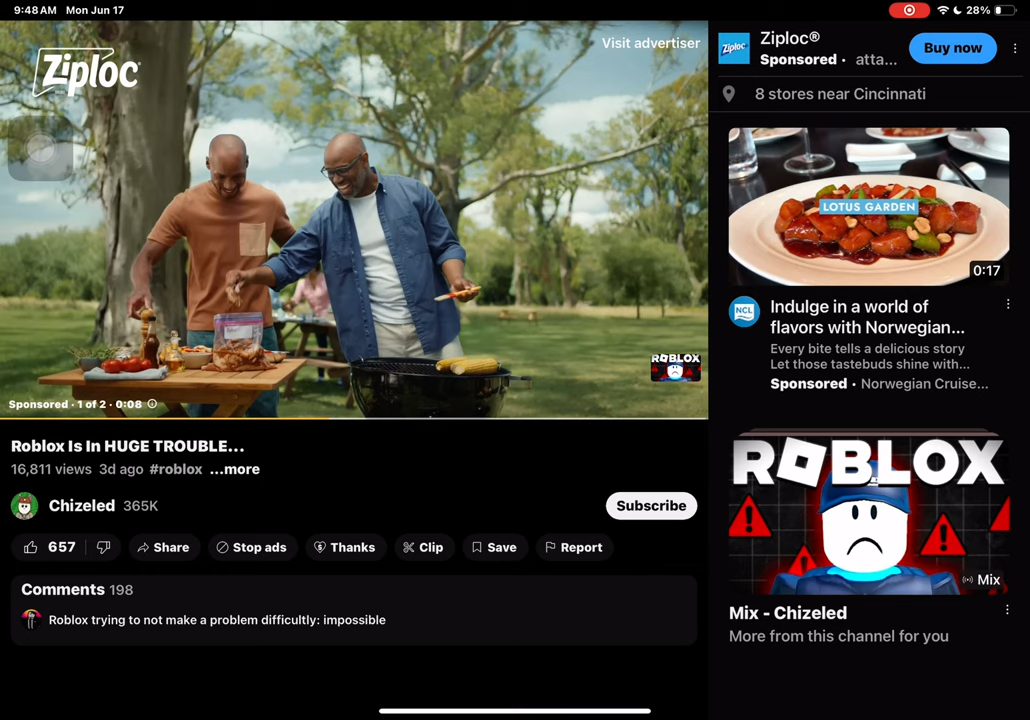 9:48 AM Mon Jun 17
28%
Ziploc
Visit advertiser
ROBLOX
Sponsored · 1 of 2 · 0:08
Roblox Is In HUGE TROUBLE...
16,811 views 3d ago #roblox ...more
Chizeled 365K
Subscribe
657
Share
Stop ads
Thanks
Clip
Save
Report
Comments 198
Roblox trying to not make a problem difficultly: impossible
Ziploc
Ziploc®
Sponsored · atta...
Buy now
8 stores near Cincinnati
LOTUS GARDEN
0:17
NCL
Indulge in a world of
flavors with Norwegian...
Every bite tells a delicious story
Let those tastebuds shine with...
Sponsored · Norwegian Cruise...
ROBLOX
Mix
Mix - Chizeled
More from this channel for you